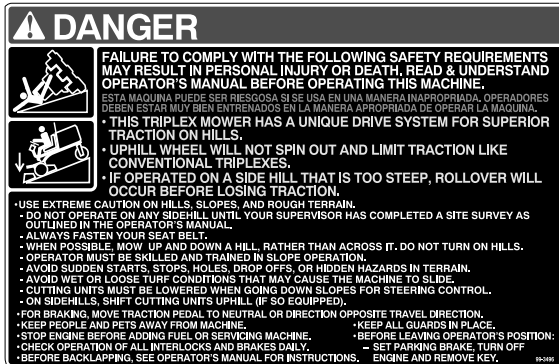 DANGER
FAILURE TO COMPLY WITH THE FOLLOWING SAFETY REQUIREMENTS
MAY RESULT IN PERSONAL INJURY OR DEATH. READ & UNDERSTAND
OPERATOR'S MANUAL BEFORE OPERATING THIS MACHINE.
ESTA MAQUINA PUEDE SER RIESGOSA SI SE USA EN UNA MANERA INAPROPRIADA. OPERADORES
DEBEN ESTAR MUY BIEN ENTRENADOS EN LA MANERA APROPRIADA DE OPERAR LA MAQUINA.
• THIS TRIPLEX MOWER HAS A UNIQUE DRIVE SYSTEM FOR SUPERIOR
TRACTION ON HILLS.
• UPHILL WHEEL WILL NOT SPIN OUT AND LIMIT TRACTION LIKE
CONVENTIONAL TRIPLEXES.
• IF OPERATED ON A SIDE HILL THAT IS TOO STEEP, ROLLOVER WILL
OCCUR BEFORE LOSING TRACTION.
•USE EXTREME CAUTION ON HILLS, SLOPES, AND ROUGH TERRAIN.
- DO NOT OPERATE ON ANY SIDEHILL UNTIL YOUR SUPERVISOR HAS COMPLETED A SITE SURVEY AS
OUTLINED IN THE OPERATOR'S MANUAL.
- ALWAYS FASTEN YOUR SEAT BELT.
- WHEN POSSIBLE, MOW UP AND DOWN A HILL, RATHER THAN ACROSS IT. DO NOT TURN ON HILLS.
- OPERATOR MUST BE SKILLED AND TRAINED IN SLOPE OPERATION.
- AVOID SUDDEN STARTS, STOPS, HOLES, DROP OFFS, OR HIDDEN HAZARDS IN TERRAIN.
- AVOID WET OR LOOSE TURF CONDITIONS THAT MAY CAUSE THE MACHINE TO SLIDE.
- CUTTING UNITS MUST BE LOWERED WHEN GOING DOWN SLOPES FOR STEERING CONTROL.
- ON SIDEHILLS, SHIFT CUTTING UNITS UPHILL (IF SO EQUIPPED).
•FOR BRAKING, MOVE TRACTION PEDAL TO NEUTRAL OR DIRECTION OPPOSITE TRAVEL DIRECTION.
•KEEP PEOPLE AND PETS AWAY FROM MACHINE.
•STOP ENGINE BEFORE ADDING FUEL OR SERVICING MACHINE.
•CHECK OPERATION OF ALL INTERLOCKS AND BRAKES DAILY.
•BEFORE BACKLAPPING, SEE OPERATOR'S MANUAL FOR INSTRUCTIONS.
•KEEP ALL GUARDS IN PLACE.
•BEFORE LEAVING OPERATOR'S POSITION:
- SET PARKING BRAKE, TURN OFF
ENGINE AND REMOVE KEY.